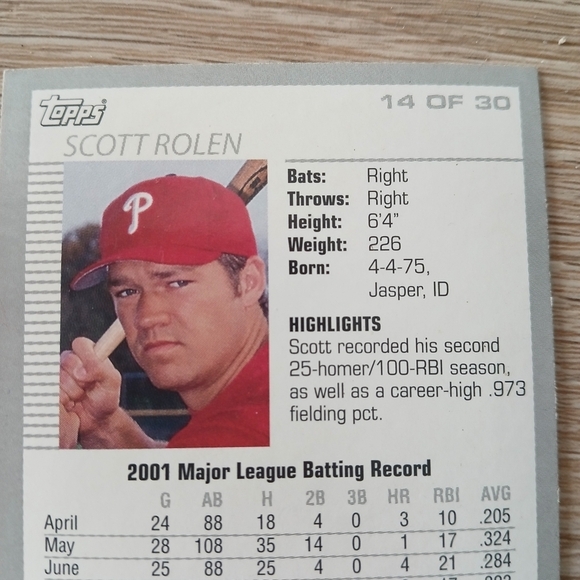 Topps
14 OF 30
SCOTT ROLEN
P
Bats: Right
Throws: Right
Height: 6'4"
Weight: 226
Born: 4-4-75,
Jasper, ID
HIGHLIGHTS
Scott recorded his second
25-homer/100-RBI season,
as well as a career-high .973
fielding pct.
2001 Major League Batting Record
G AB H 2B 3B HR RBI AVG
April 24 88 18 4 0 3 10 .205
May 28 108 35 14 0 1 17 .324
June 25 88 25 4 0 4 21 .284